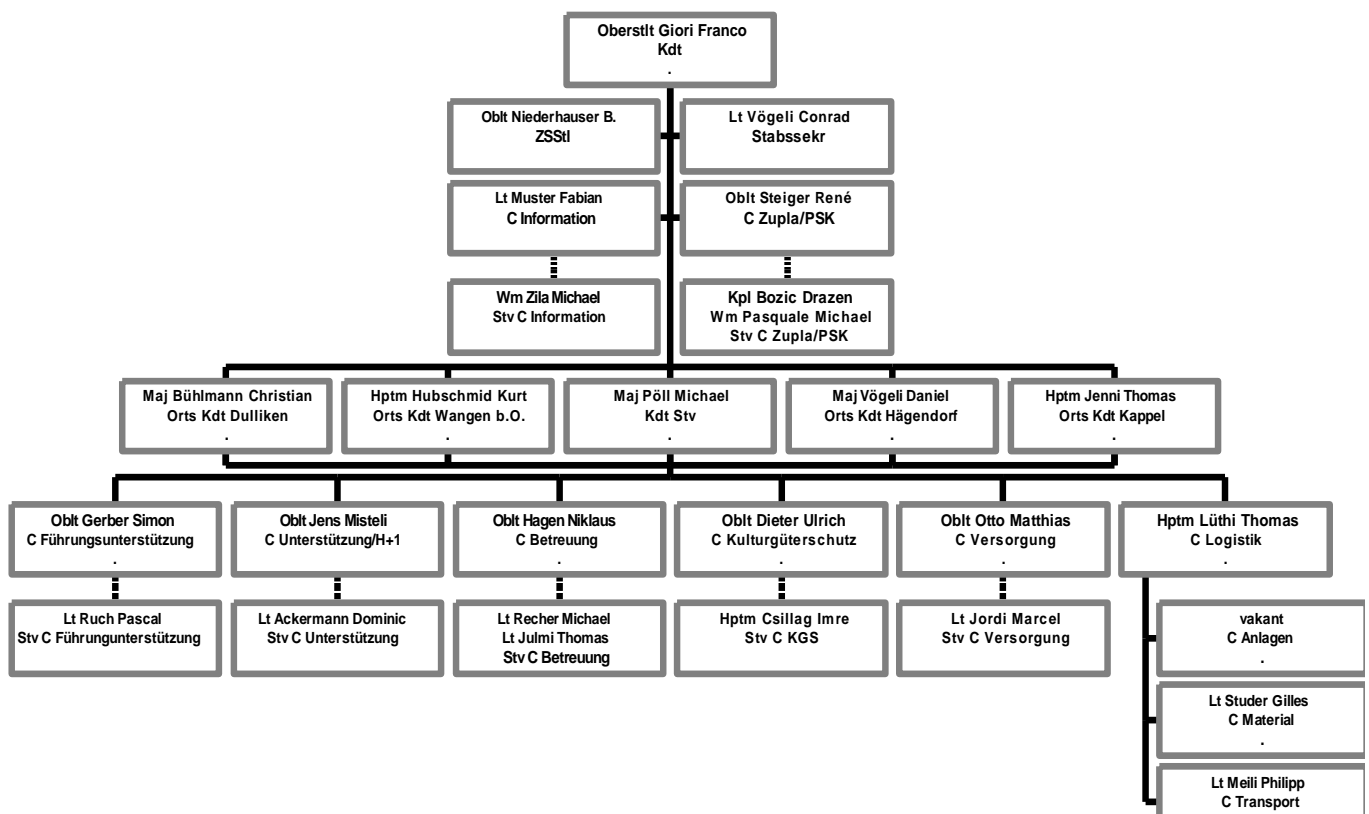 Oberstlt Giori Franco
Kdt
.
Oblt Niederhauser B.
ZSStl
Lt Vögeli Conrad
Stabssekr
Lt Muster Fabian
C Information
Oblt Steiger René
C Zupla/PSK
Wm Zila Michael
Stv C Information
Kpl Bozic Drazen
Wm Pasquale Michael
Stv C Zupla/PSK
Maj Bühlmann Christian
Orts Kdt Dulliken
.
Hptm Hubschmid Kurt
Orts Kdt Wangen b.O.
.
Maj Pöll Michael
Kdt Stv
.
Maj Vögeli Daniel
Orts Kdt Hägendorf
.
Hptm Jenni Thomas
Orts Kdt Kappel
.
Oblt Gerber Simon
C Führungsunterstützung
.
Oblt Jens Misteli
C Unterstützung/H+1
.
Oblt Hagen Niklaus
C Betreuung
.
Oblt Dieter Ulrich
C Kulturgüterschutz
.
Oblt Otto Matthias
C Versorgung
.
Hptm Lüthi Thomas
C Logistik
.
Lt Ruch Pascal
Stv C Führungunterstützung
Lt Ackermann Dominic
Stv C Unterstützung
Lt Recher Michael
Lt Julmi Thomas
Stv C Betreuung
Hptm Csillag Imre
Stv C KGS
Lt Jordi Marcel
Stv C Versorgung
vakant
C Anlagen
.
Lt Studer Gilles
C Material
.
Lt Meili Philipp
C Transport